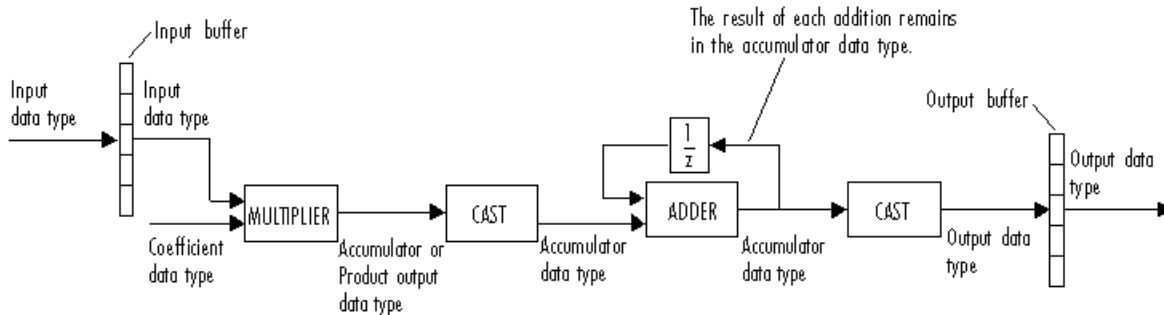 The result of each addition remains
in the accumulator data type.
Input buffer
Input
data type
Input
data type
Output buffer
1
z
Output data
type
MULTIPLIER
CAST
ADDER
CAST
Coefficient
data type
Accumulator or
Product output
data type
Accumulator
data type
Accumulator
data type
Output data
type